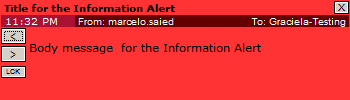 Title for the Information Alert X
11:32 PM From: marcelo.saied To: Graciela-Testing
<
Body message for the Information Alert
>
LCK